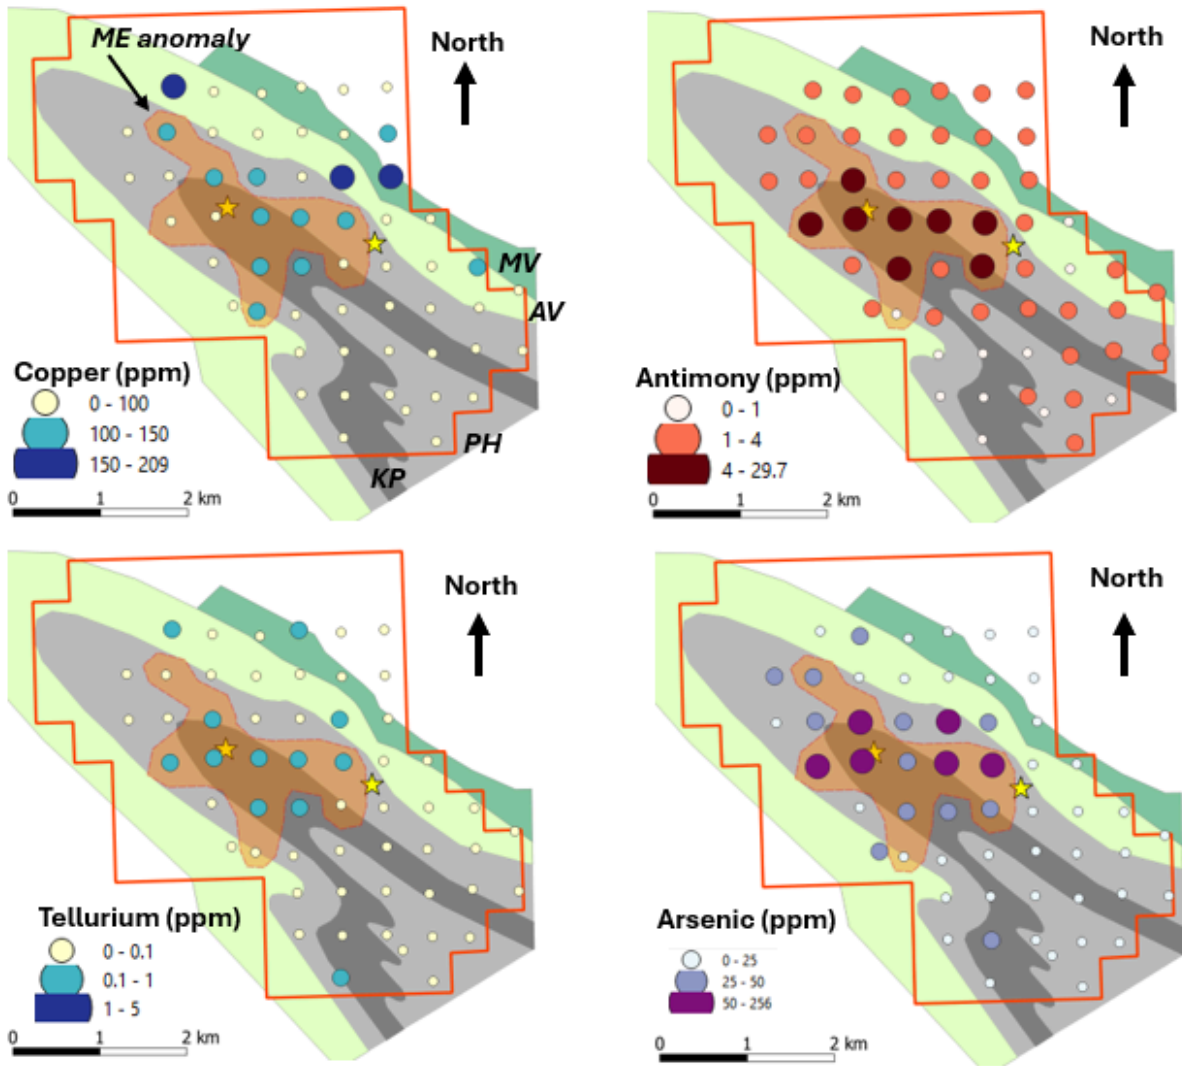 ME anomaly
North
MV
AV
PH
KP
Copper (ppm)
0 - 100
100 - 150
150 - 209
0 1 2 km
North
Antimony (ppm)
0 - 1
1 - 4
4 - 29.7
0 1 2 km
North
Tellurium (ppm)
0 - 0.1
0.1 - 1
1 - 5
0 1 2 km
North
Arsenic (ppm)
0 - 25
25 - 50
50 - 256
0 1 2 km